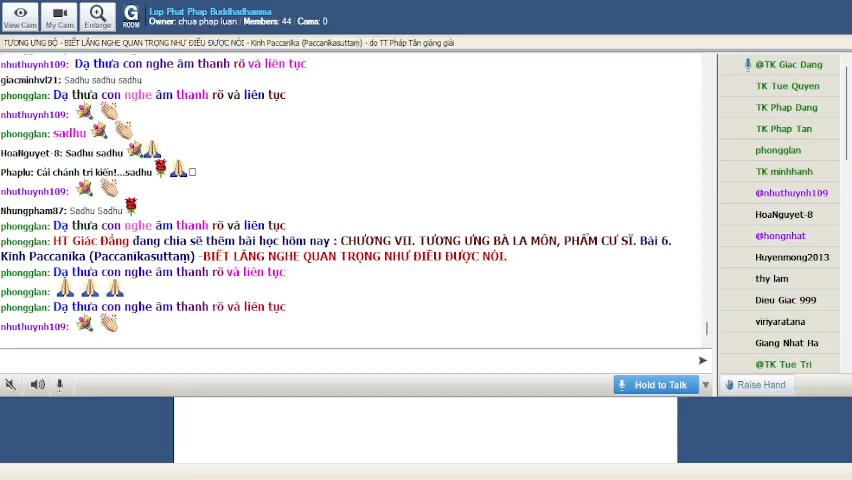 Lop Phat Phap Buddhadhamma
Owner: chua phap luan | Members: 44 | Cams: 0
View Cam
My Cam
Enlarge
G
ROOM
TƯƠNG ƯNG BỘ - BIẾT LẮNG NGHE QUAN TRỌNG NHƯ ĐIỀU ĐƯỢC NÓI - Kinh Paccanika (Paccanikasuttaṃ) - do TT Pháp Tân giảng giải
nhuthuynh109: Dạ thưa con nghe âm thanh rõ và liên tục
giacminhvl21: Sadhu sadhu sadhu
phongglan: Dạ thưa con nghe âm thanh rõ và liên tục
nhuthuynh109:
phongglan: sadhu
HoaNguyet-8: Sadhu sadhu
Phaplu: Cái chánh tri kiến!...sadhu
nhuthuynh109:
Nhungpham87: Sadhu Sadhu
phongglan: Dạ thưa con nghe âm thanh rõ và liên tục
phongglan: HT Giác Đẳng đang chia sẽ thêm bài học hôm nay : CHƯƠNG VII. TƯƠNG ƯNG BÀ LA MÔN, PHẨM CƯ SĨ. Bài 6.
Kinh Paccanika (Paccanikasuttaṃ) -BIẾT LẮNG NGHE QUAN TRỌNG NHƯ ĐIỀU ĐƯỢC NÓI.
phongglan: Dạ thưa con nghe âm thanh rõ và liên tục
phongglan:
phongglan: Dạ thưa con nghe âm thanh rõ và liên tục
nhuthuynh109:
@TK Giac Dang
TK Tue Quyen
TK Phap Dang
TK Phap Tan
phongglan
TK minhhanh
@nhuthuynh109
HoaNguyet-8
@hongnhat
Huyenmong2013
thy lam
Dieu Giac 999
viriyaratana
Giang Nhat Ha
@TK Tue Tri
Hold to Talk
Raise Hand